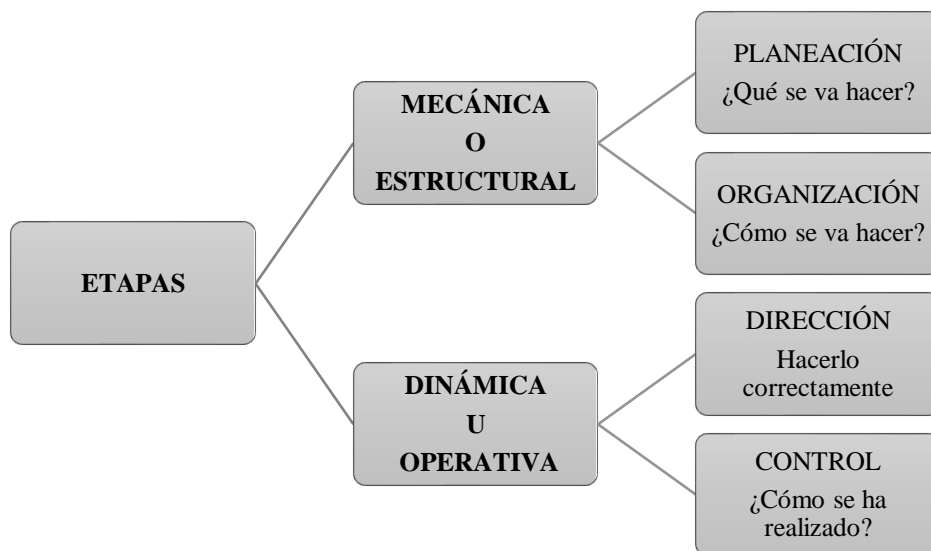 ETAPAS
MECÁNICA
O
ESTRUCTURAL
PLANEACIÓN
¿Qué se va hacer?
ORGANIZACIÓN
¿Cómo se va hacer?
DINÁMICA
U
OPERATIVA
DIRECCIÓN
Hacerlo
correctamente
CONTROL
¿Cómo se ha
realizado?